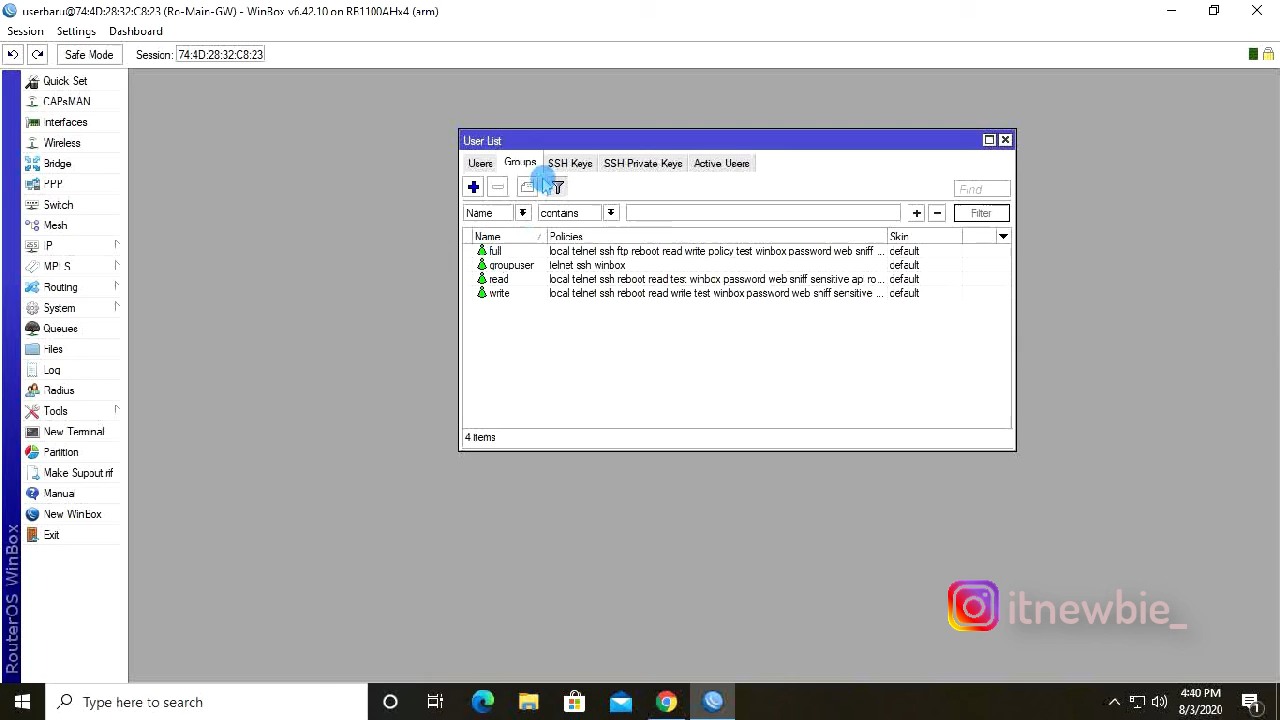 userbaru@74:4D:28:32:C8:23 (Ro-Main-GW) - WinBox v6.42.10 on RB1100AHx4 (arm)
Session Settings Dashboard
Safe Mode Session: 74:4D:28:32:C8:23
Quick Set
CAPsMAN
Interfaces
Wireless
Bridge
PPP
Switch
Mesh
IP
MPLS
Routing
System
Queues
Files
Log
Radius
Tools
New Terminal
Partition
Make Supout.rif
Manual
New WinBox
Exit
RouterOS WinBox
User List
Users Groups SSH Keys SSH Private Keys Active Users
Find
Name contains Filter
Name Policies Skin
full local telnet ssh ftp reboot read write policy test winbox password web sniff ... default
groupuser telnet ssh winbox default
read local telnet ssh reboot read test winbox password web sniff sensitive api ro... default
write local telnet ssh reboot read write test winbox password web sniff sensitive ... default
4 items
itnewbie_
Type here to search
4:40 PM
8/3/2020
1